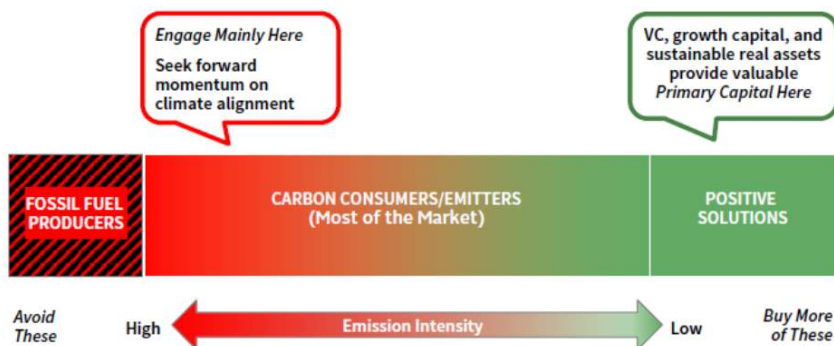 Engage Mainly Here
Seek forward
momentum on
climate alignment
VC, growth capital, and
sustainable real assets
provide valuable
Primary Capital Here
FOSSIL FUEL
PRODUCERS
CARBON CONSUMERS/EMITTERS
(Most of the Market)
POSITIVE
SOLUTIONS
Avoid
These
High
Emission Intensity
Low
Buy More
of These